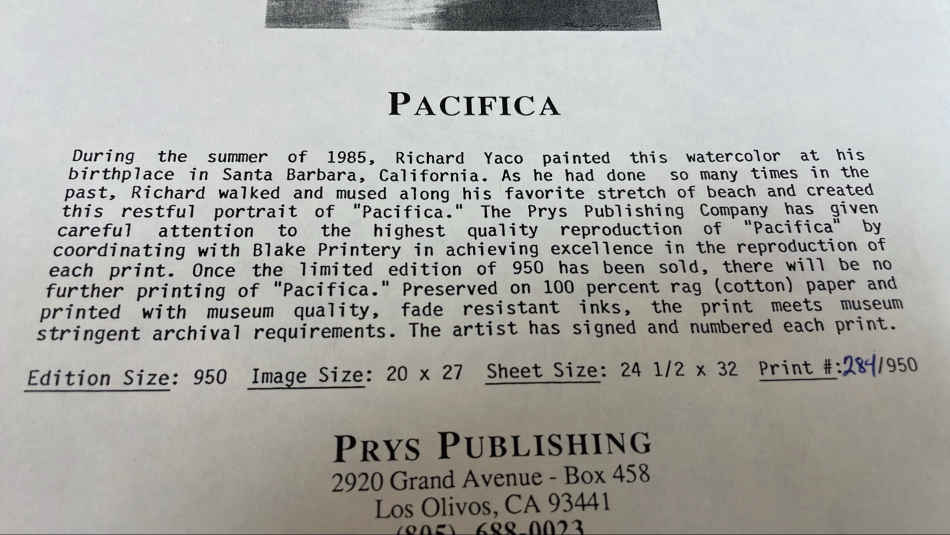 PACIFICA
During the summer of 1985, Richard Yaco painted this watercolor at his
birthplace in Santa Barbara, California. As he had done so many times in the
past, Richard walked and mused along his favorite stretch of beach and created
this restful portrait of "Pacifica." The Prys Publishing Company has given
careful attention to the highest quality reproduction of "Pacifica" by
coordinating with Blake Printery in achieving excellence in the reproduction of
each print. Once the limited edition of 950 has been sold, there will be no
further printing of "Pacifica." Preserved on 100 percent rag (cotton) paper and
printed with museum quality, fade resistant inks, the print meets museum
stringent archival requirements. The artist has signed and numbered each print.
Edition Size: 950 Image Size: 20 x 27 Sheet Size: 24 1/2 x 32 Print #:284/950
PRYS PUBLISHING
2920 Grand Avenue - Box 458
Los Olivos, CA 93441
(805) 688-0023